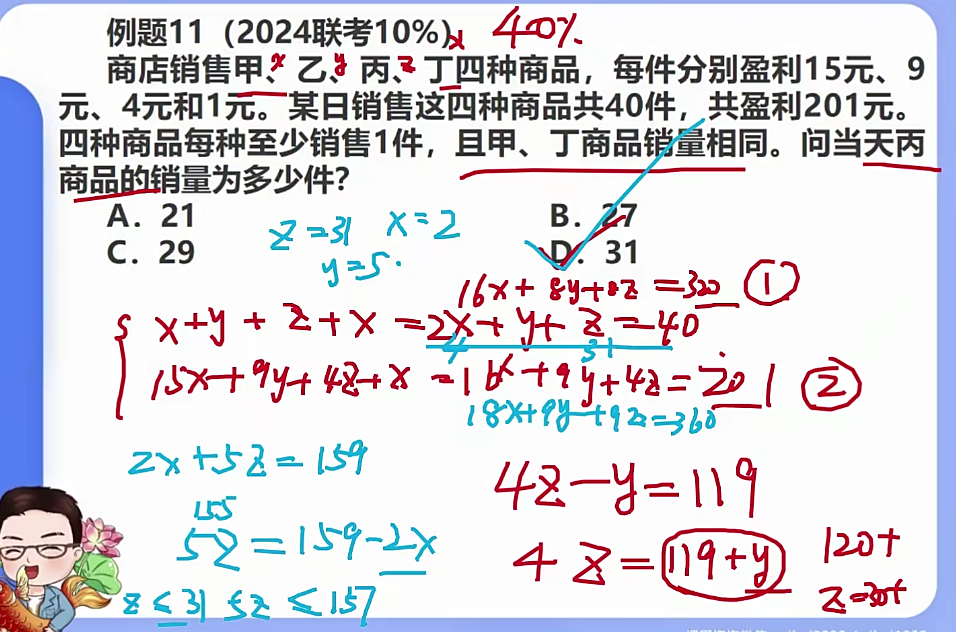 例题11（2024联考10%） x 40%
商店销售甲、x 乙、y 丙、z 丁四种商品，每件分别盈利15元、9
元、4元和1元。某日销售这四种商品共40件，共盈利201元。
四种商品每种至少销售1件，且甲、丁商品销量相同。问当天丙
商品的销量为多少件？
A. 21
B. 27
C. 29
D. 31
z=31 x=2
y=5.
16x+8y+8z=320 ①
{ x+y+z+x=2x+y+z=40
4 31
15x+9y+4z+x=16x+9y+4z=201 ②
18x+9y+9z=360
2x+5z=159
4z-y=119
155
5z=159-2x
4z=119+y 120+
z≤31 5z≤157
z=30+